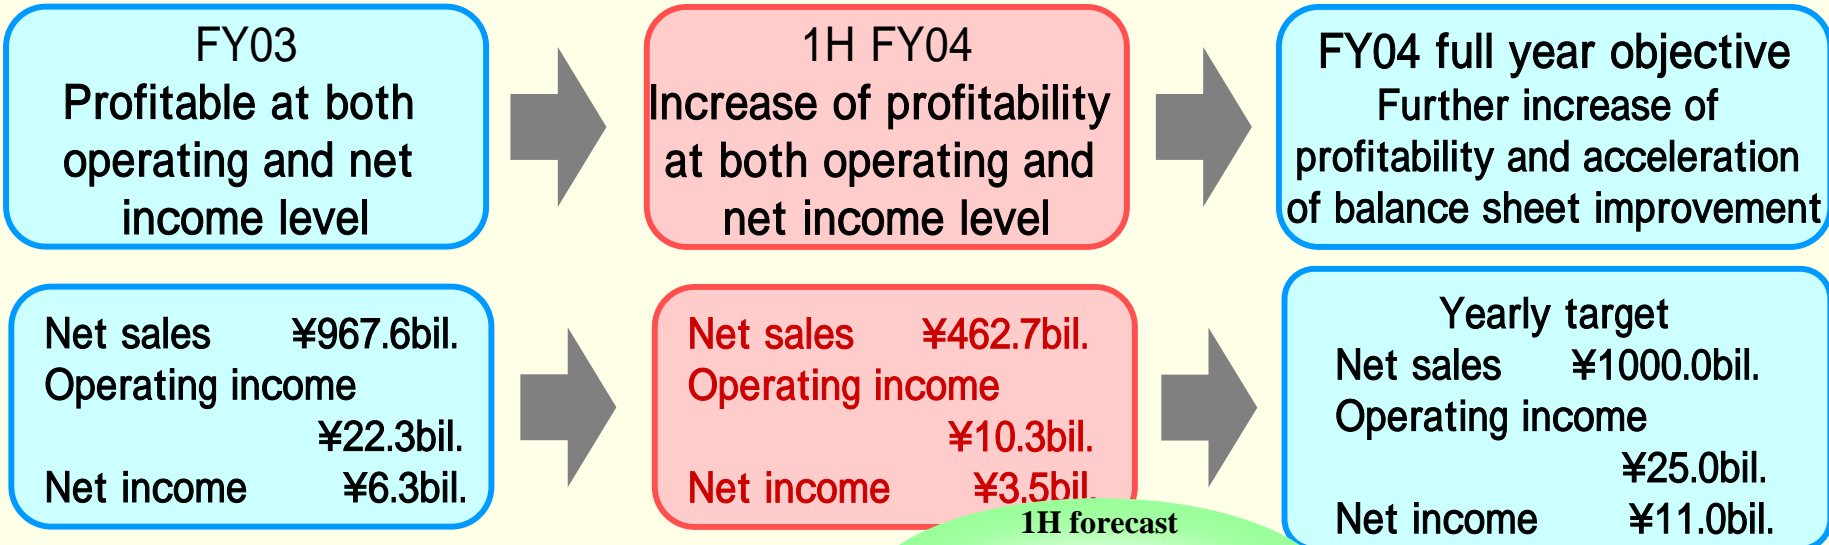 FY03
Profitable at both
operating and net
income level
1H FY04
Increase of profitability
at both operating and
net income level
FY04 full year objective
Further increase of
profitability and acceleration
of balance sheet improvement
Net sales ¥967.6bil.
Operating income
¥22.3bil.
Net income ¥6.3bil.
Net sales ¥462.7bil.
Operating income
¥10.3bil.
Net income ¥3.5bil.
1H forecast
Yearly target
Net sales ¥1000.0bil.
Operating income
¥25.0bil.
Net income ¥11.0bil.